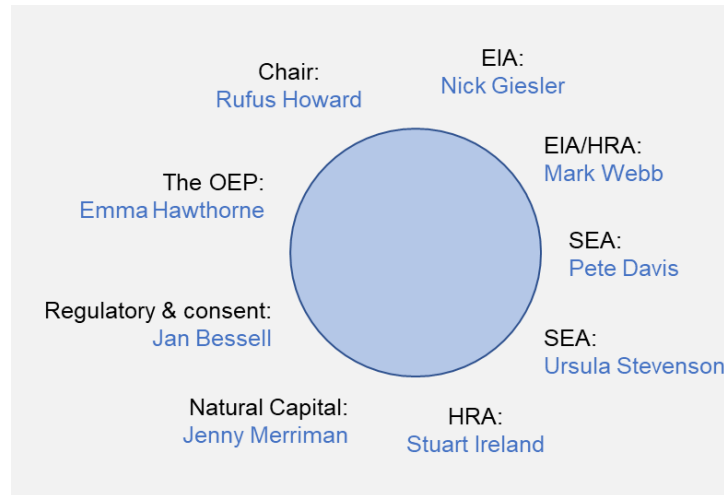 Chair:
Rufus Howard
EIA:
Nick Giesler
EIA/HRA:
Mark Webb
The OEP:
Emma Hawthorne
SEA:
Pete Davis
Regulatory & consent:
Jan Bessell
SEA:
Ursula Stevenson
Natural Capital:
Jenny Merriman
HRA:
Stuart Ireland